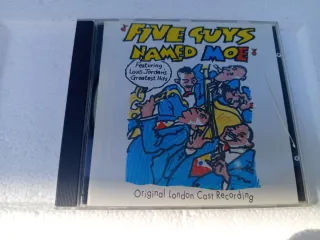 FIVE GUYS
NAMED MOE
Featuring
Louis Jordan's
Greatest Hits
Original London Cast Recording